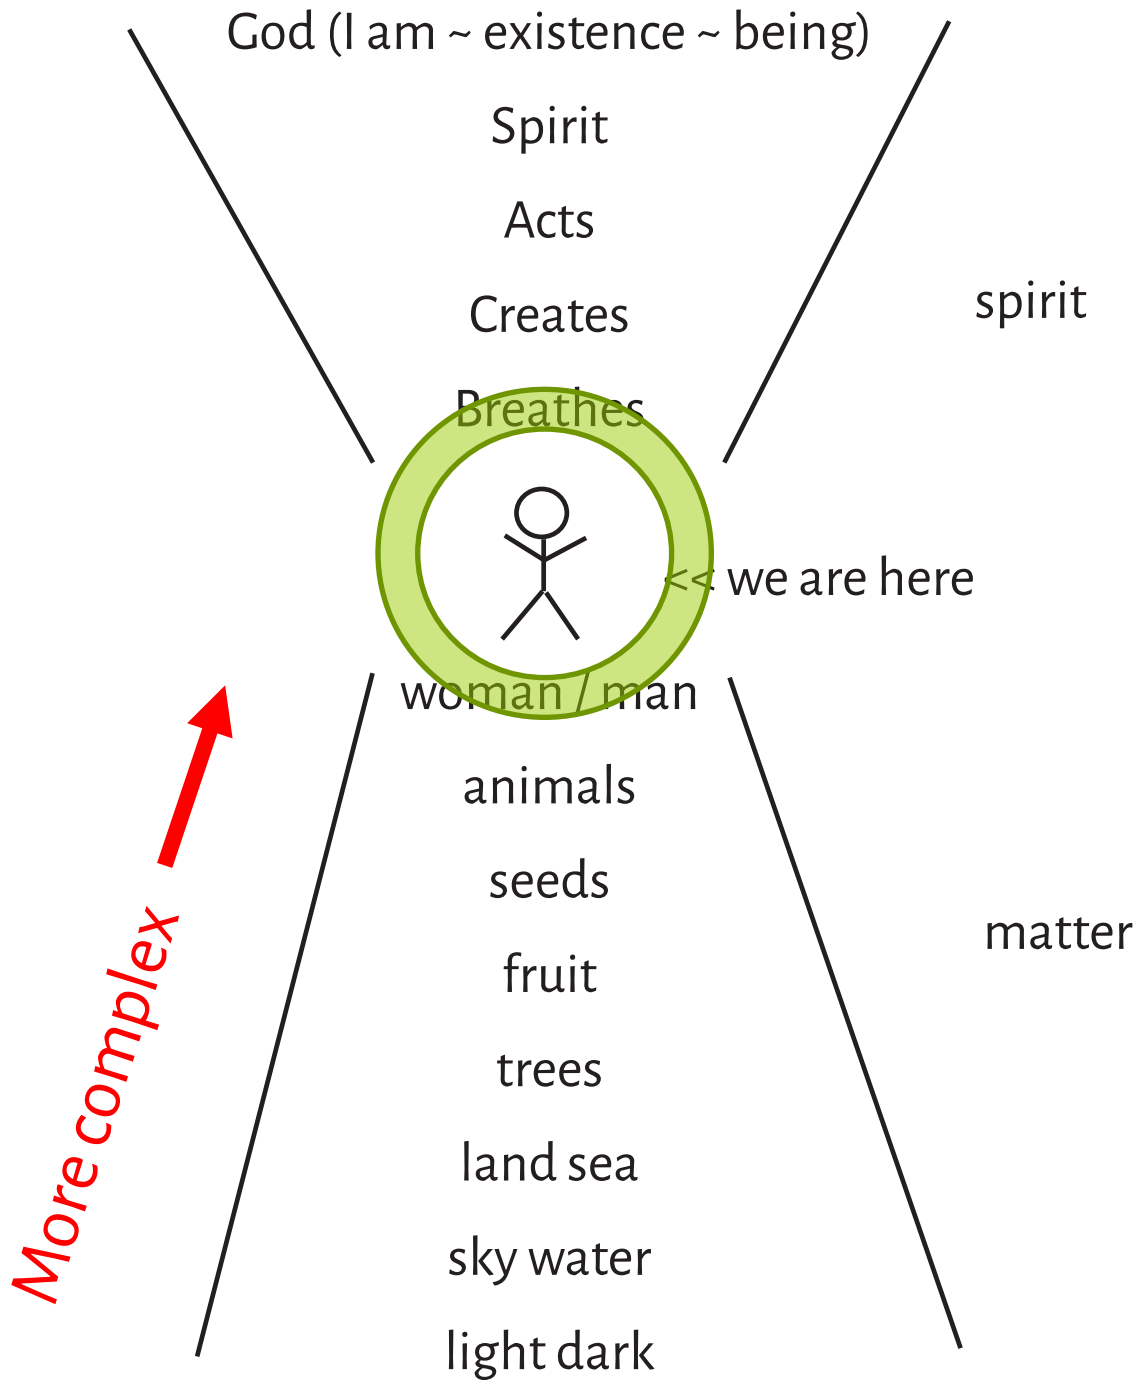 God (I am ~ existence ~ being)
Spirit
Acts
Creates
spirit
Breathes
<< we are here
woman / man
animals
seeds
fruit
matter
trees
land sea
sky water
light dark
More complex